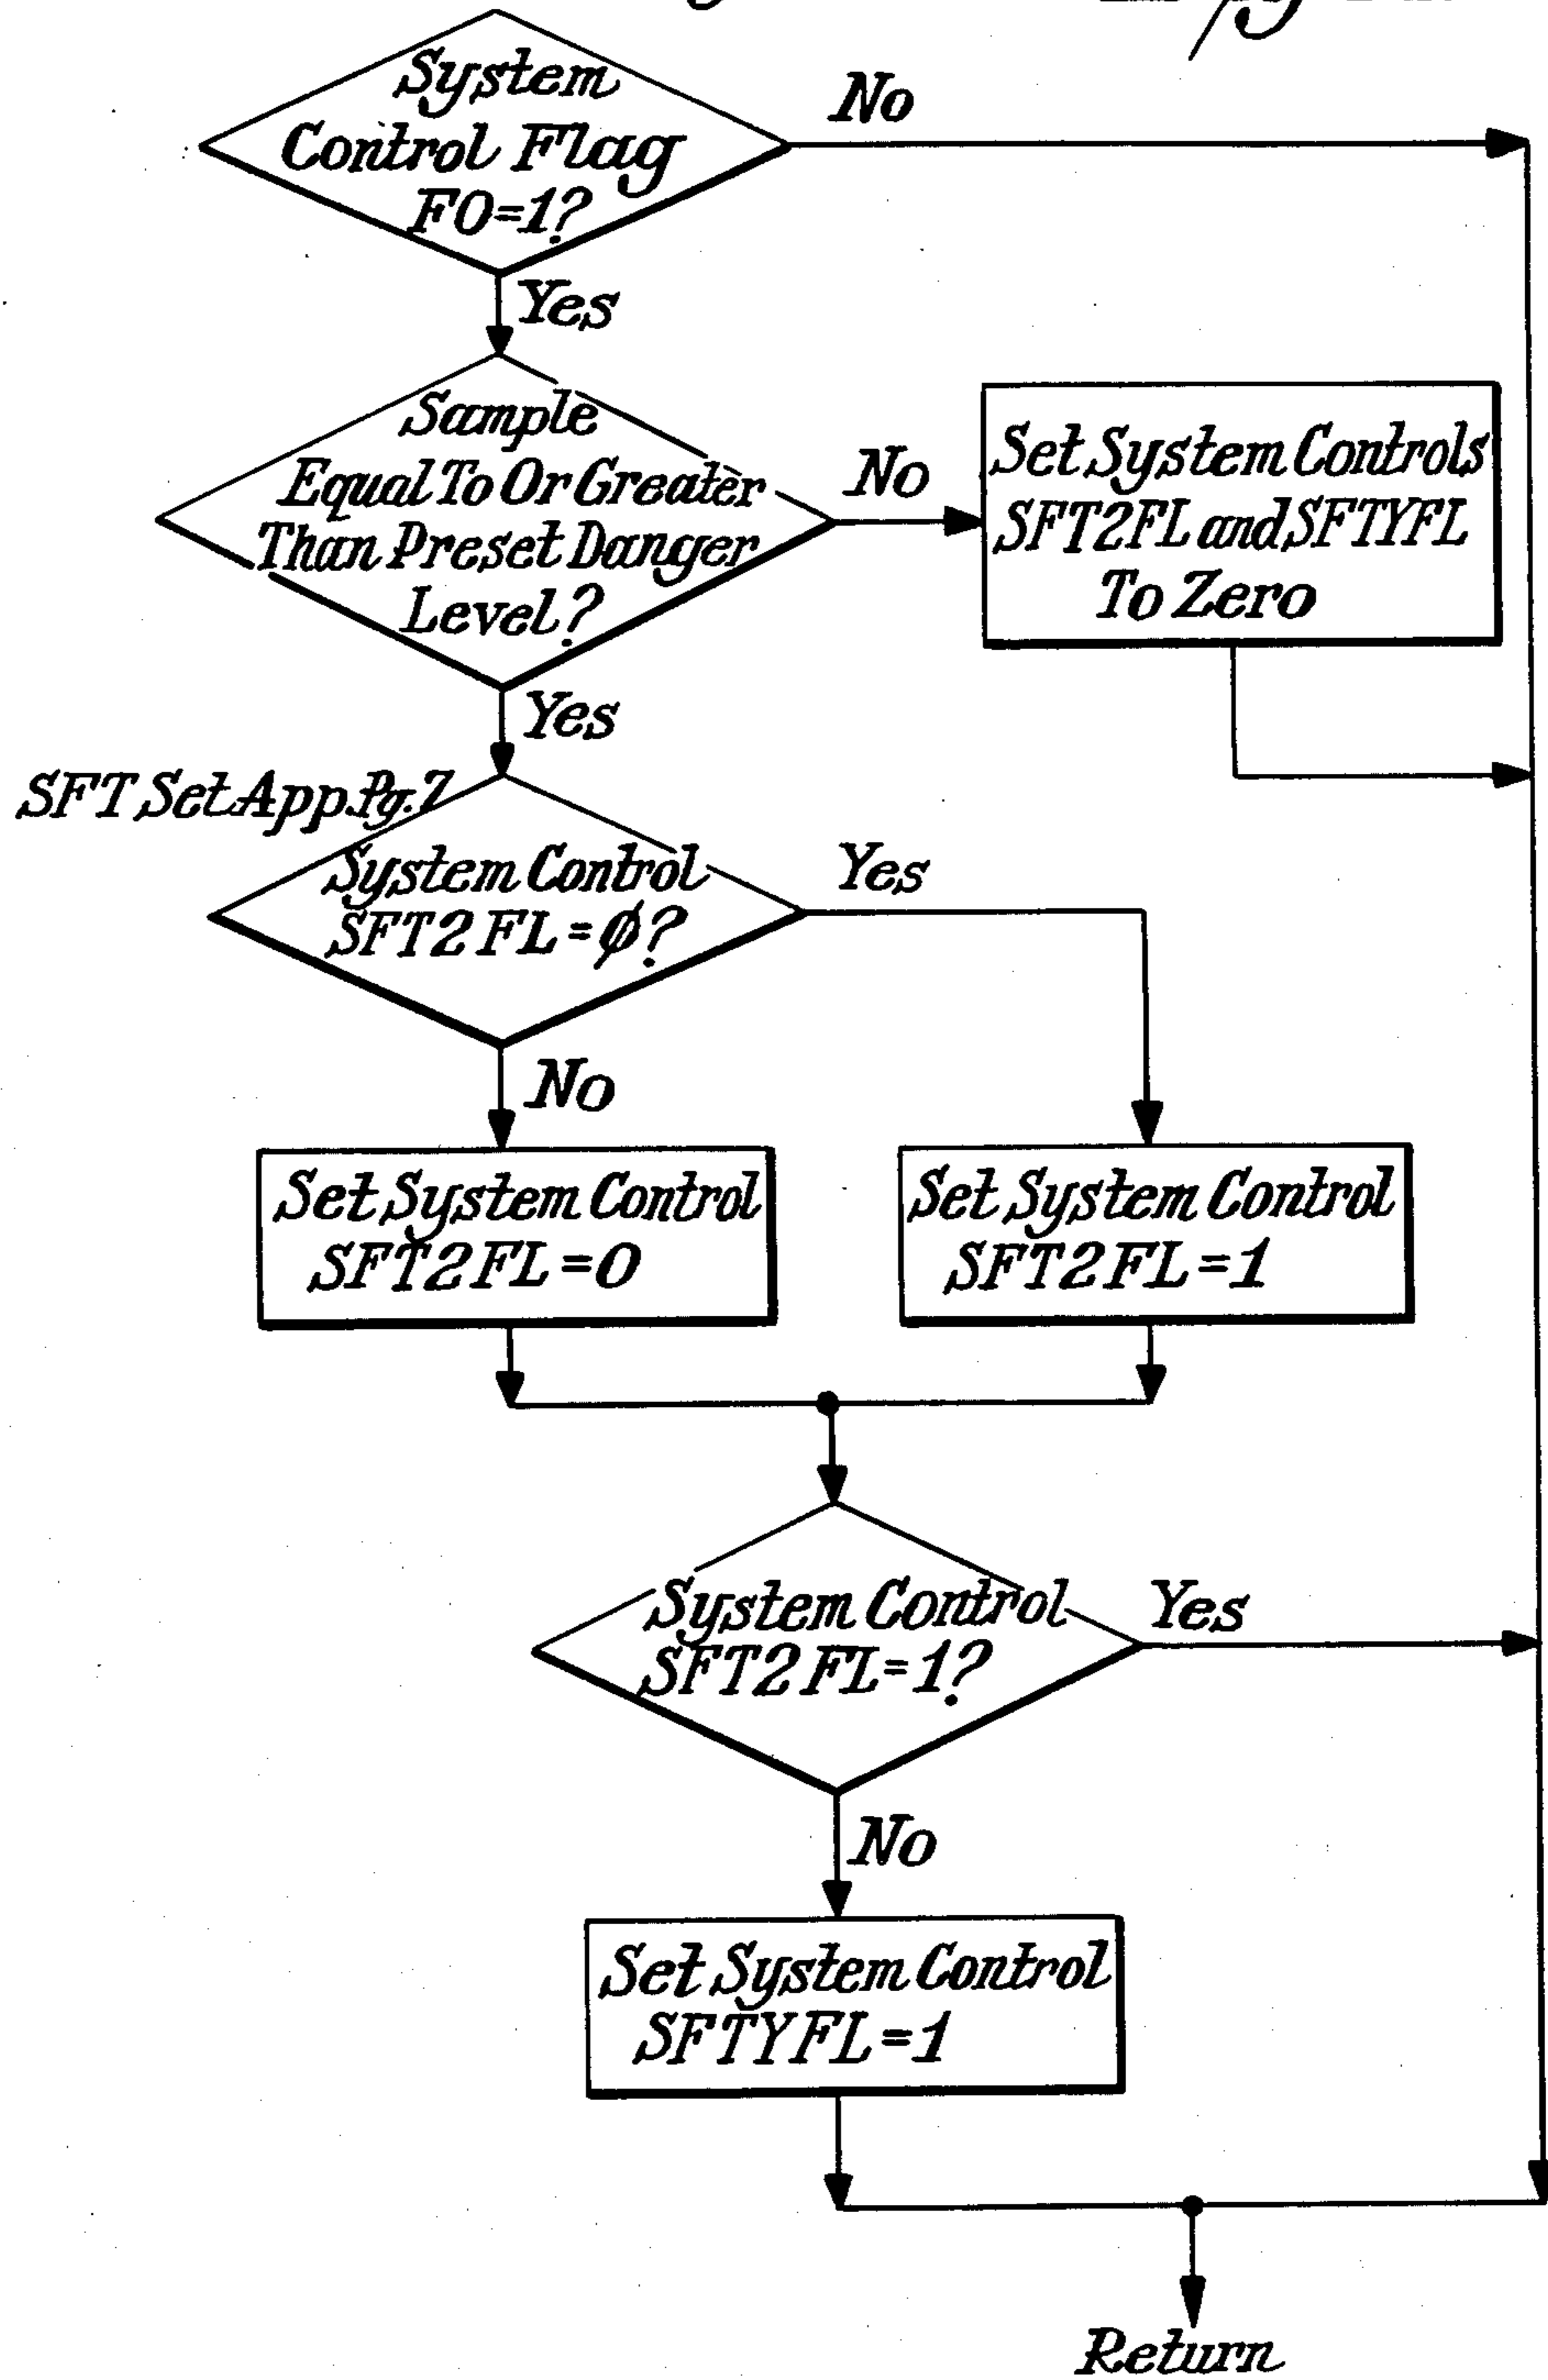 System
Control Flag
F0=1?
No
Yes
Sample
Equal To Or Greater
Than Preset Danger
Level?
No
Set System Controls
SFT2FL and SFTYFL
To Zero
Yes
SFT Set App. Pg. 7
System Control
SFT2FL=ø?
Yes
No
Set System Control
SFT2FL=0
Set System Control
SFT2FL=1
System Control
SFT2FL=1?
Yes
No
Set System Control
SFTYFL=1
Return